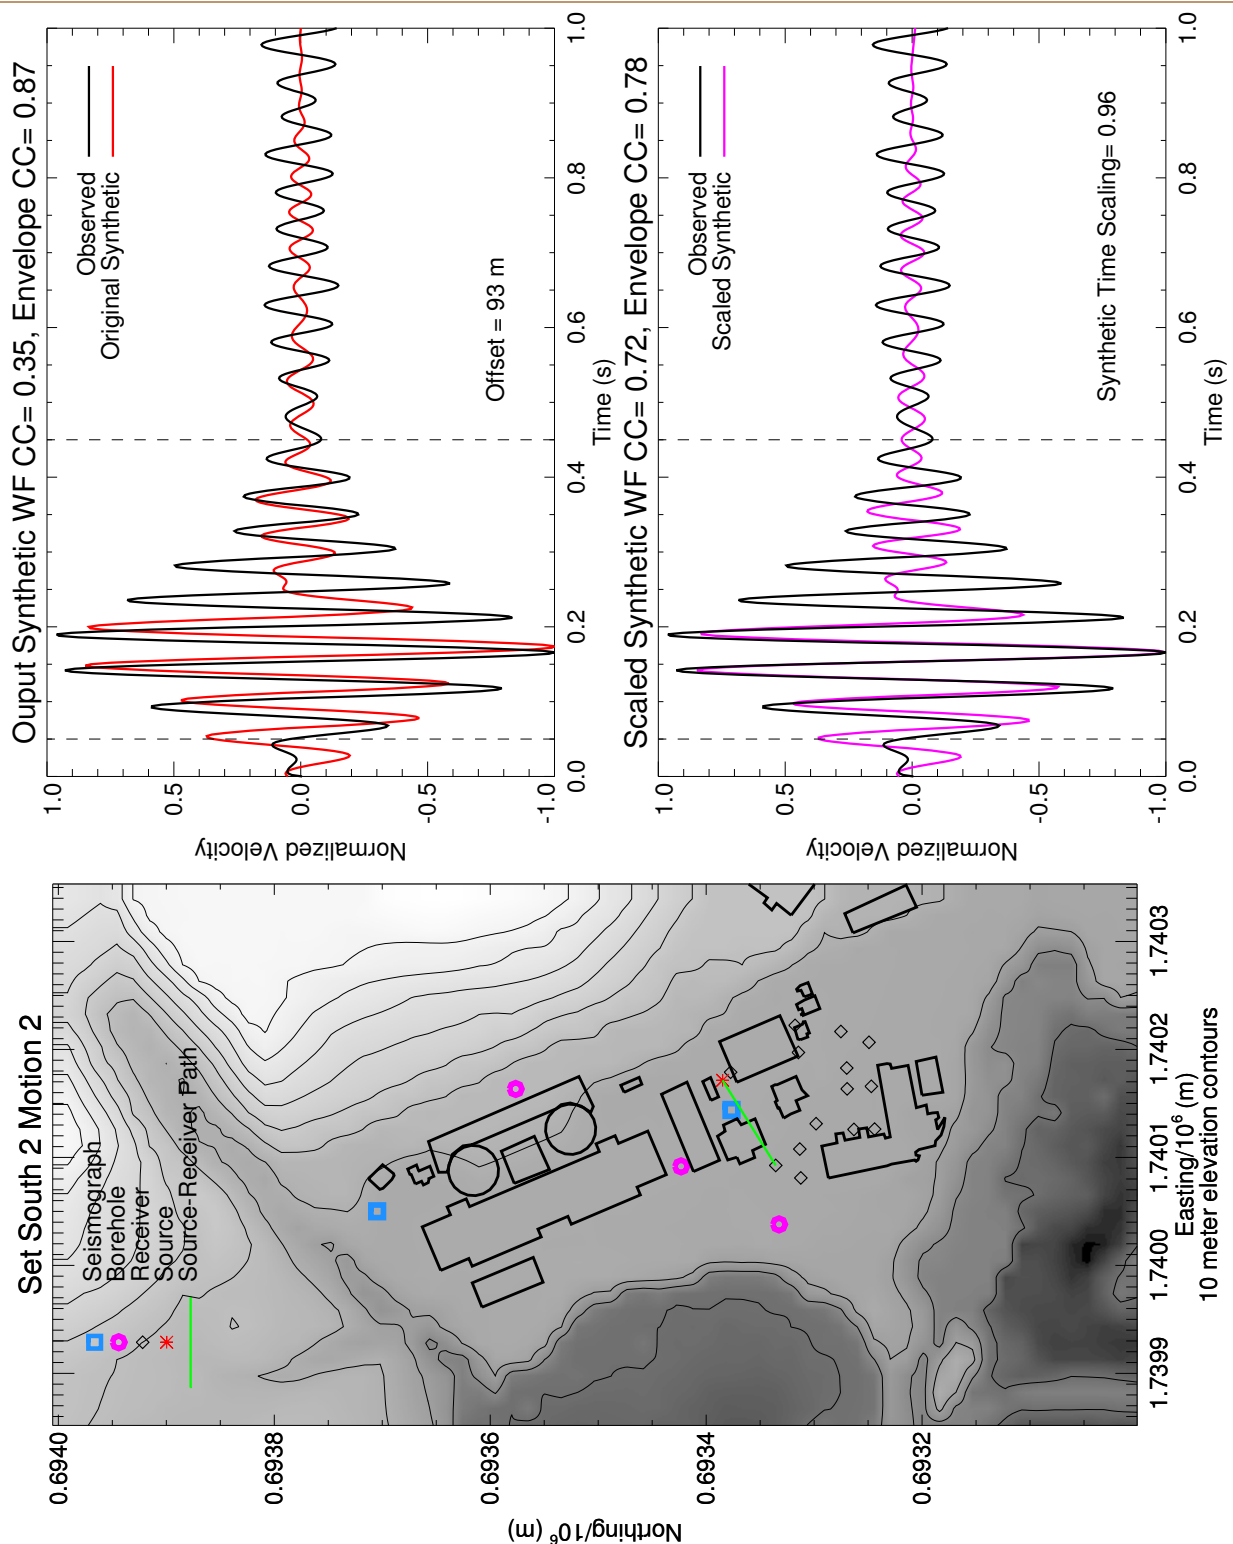 Set South 2 Motion 2
Seismograph
Borehole
Receiver
Source
Source-Receiver Path
0.6940
0.6938
0.6936
0.6934
0.6932
Northing/10⁶ (m)
1.7399
1.7400
1.7401
1.7402
1.7403
Easting/10⁶ (m)
10 meter elevation contours
Ouput Synthetic WF CC= 0.35, Envelope CC= 0.87
Observed
Original Synthetic
Offset = 93 m
1.0
0.5
0.0
-0.5
-1.0
Normalized Velocity
0.0
0.2
0.4
0.6
0.8
1.0
Time (s)
Scaled Synthetic WF CC= 0.72, Envelope CC= 0.78
Observed
Scaled Synthetic
Synthetic Time Scaling= 0.96
1.0
0.5
0.0
-0.5
-1.0
Normalized Velocity
0.0
0.2
0.4
0.6
0.8
1.0
Time (s)